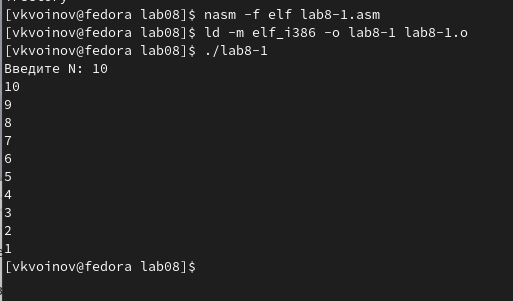 [vkvoinov@fedora lab08]$ nasm -f elf lab8-1.asm
[vkvoinov@fedora lab08]$ ld -m elf_i386 -o lab8-1 lab8-1.o
[vkvoinov@fedora lab08]$ ./lab8-1
Введите N: 10
10
9
8
7
6
5
4
3
2
1
[vkvoinov@fedora lab08]$